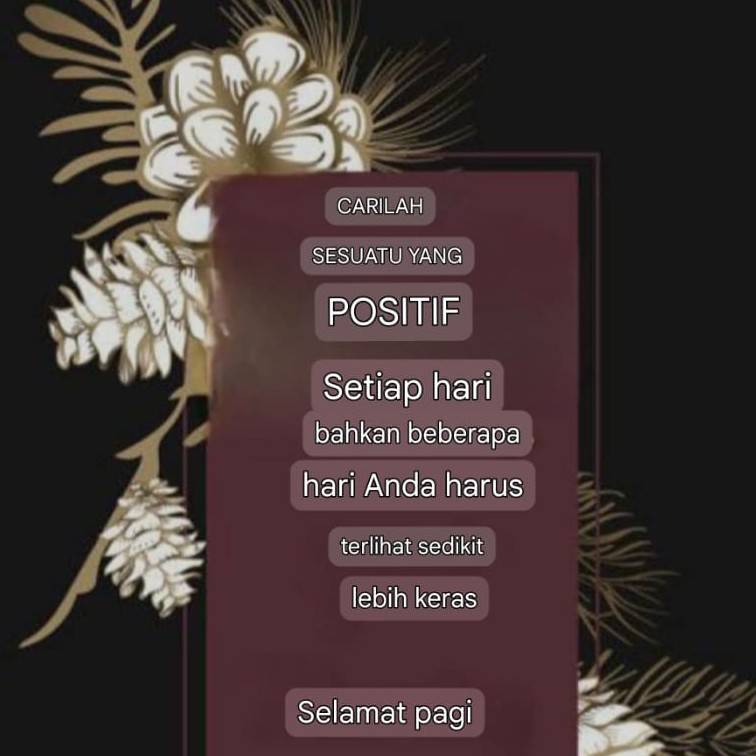 CARILAH
SESUATU YANG
POSITIF
Setiap hari
bahkan beberapa
hari Anda harus
terlihat sedikit
lebih keras
Selamat pagi